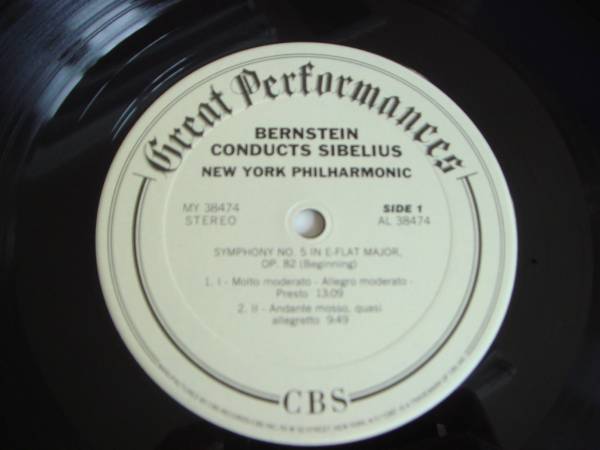 Great Performances
BERNSTEIN
CONDUCTS SIBELIUS
NEW YORK PHILHARMONIC
MY 38474
STEREO
SIDE 1
AL 38474
SYMPHONY NO. 5 IN E-FLAT MAJOR,
OP. 82 (Beginning)
1. I - Molto moderato - Allegro moderato -
Presto 13:09
2. II - Andante mosso, quasi
allegretto 9:49
CBS